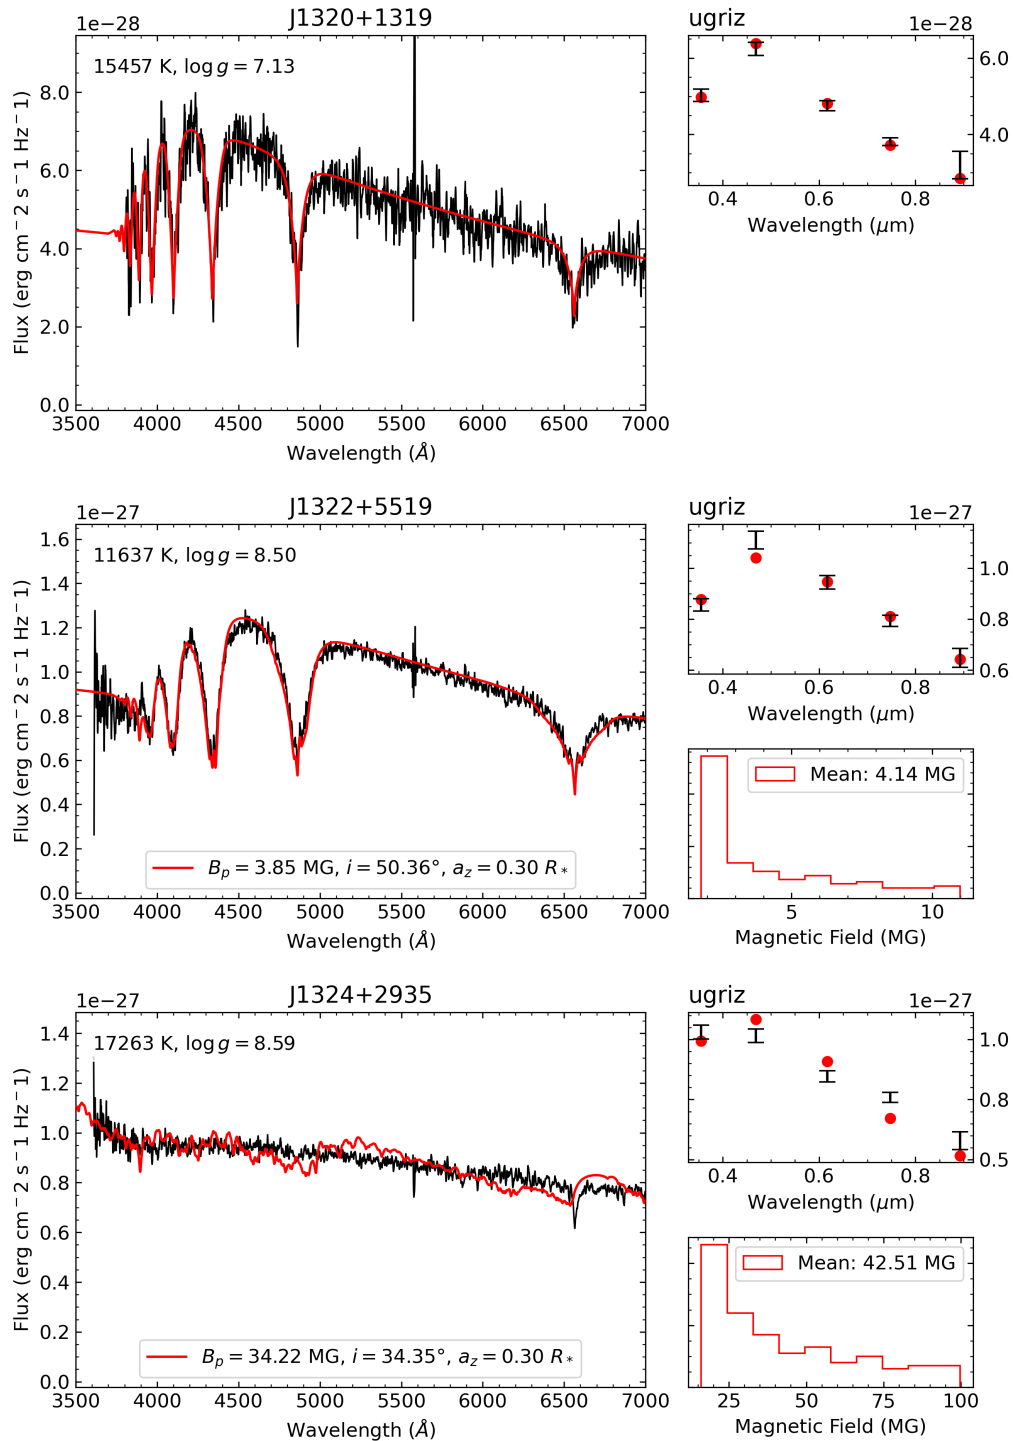 J1320+1319
1e−28
15457 K, log g = 7.13
Flux (erg cm⁻2 s−1 Hz⁻1)
8.0
6.0
4.0
2.0
0.0
3500 4000 4500 5000 5500 6000 6500 7000
Wavelength (Å)
ugriz
1e−28
6.0
4.0
0.4 0.6 0.8
Wavelength (μm)
J1322+5519
1e−27
11637 K, log g = 8.50
Flux (erg cm⁻2 s−1 Hz⁻1)
1.6
1.4
1.2
1.0
0.8
0.6
0.4
0.2
0.0
Bp = 3.85 MG, i = 50.36°, az = 0.30 R*
3500 4000 4500 5000 5500 6000 6500 7000
Wavelength (Å)
ugriz
1e−27
1.0
0.8
0.6
0.4 0.6 0.8
Wavelength (μm)
Mean: 4.14 MG
5 10
Magnetic Field (MG)
J1324+2935
1e−27
17263 K, log g = 8.59
Flux (erg cm⁻2 s−1 Hz⁻1)
1.4
1.2
1.0
0.8
0.6
0.4
0.2
0.0
Bp = 34.22 MG, i = 34.35°, az = 0.30 R*
3500 4000 4500 5000 5500 6000 6500 7000
Wavelength (Å)
ugriz
1e−27
1.0
0.8
0.5
0.4 0.6 0.8
Wavelength (μm)
Mean: 42.51 MG
25 50 75 100
Magnetic Field (MG)